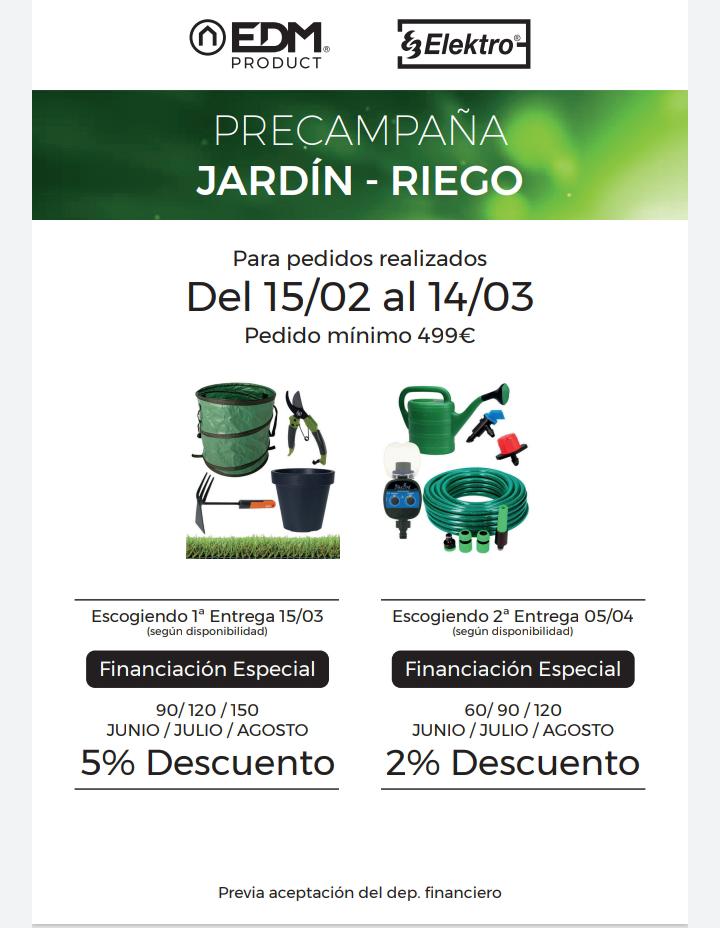 EDM®
PRODUCT
Elektro®
PRECAMPAÑA
JARDÍN - RIEGO
Para pedidos realizados
Del 15/02 al 14/03
Pedido mínimo 499€
Escogiendo 1ª Entrega 15/03
(según disponibilidad)
Financiación Especial
90/ 120 / 150
JUNIO / JULIO / AGOSTO
5% Descuento
Escogiendo 2ª Entrega 05/04
(según disponibilidad)
Financiación Especial
60/ 90 / 120
JUNIO / JULIO / AGOSTO
2% Descuento
Previa aceptación del dep. financiero